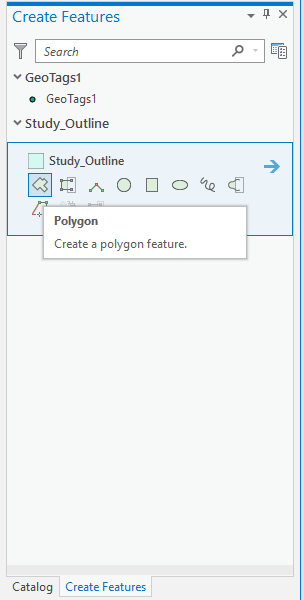 Create Features
Search
GeoTags1
GeoTags1
Study_Outline
Study_Outline
Polygon
Create a polygon feature.
Catalog Create Features